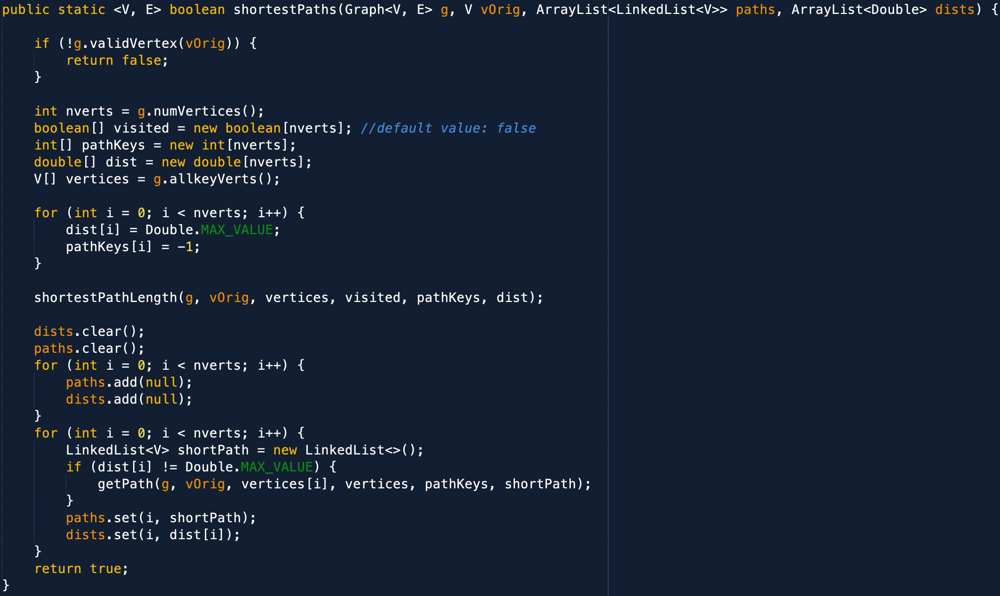 public static <V, E> boolean shortestPaths(Graph<V, E> g, V vOrig, ArrayList<LinkedList<V>> paths, ArrayList<Double> dists) {
if (!g.validVertex(vOrig)) {
return false;
}
int nverts = g.numVertices();
boolean[] visited = new boolean[nverts]; //default value: false
int[] pathKeys = new int[nverts];
double[] dist = new double[nverts];
V[] vertices = g.allkeyVerts();
for (int i = 0; i < nverts; i++) {
dist[i] = Double.MAX_VALUE;
pathKeys[i] = -1;
}
shortestPathLength(g, vOrig, vertices, visited, pathKeys, dist);
dists.clear();
paths.clear();
for (int i = 0; i < nverts; i++) {
paths.add(null);
dists.add(null);
}
for (int i = 0; i < nverts; i++) {
LinkedList<V> shortPath = new LinkedList<>();
if (dist[i] != Double.MAX_VALUE) {
getPath(g, vOrig, vertices[i], vertices, pathKeys, shortPath);
}
paths.set(i, shortPath);
dists.set(i, dist[i]);
}
return true;
}